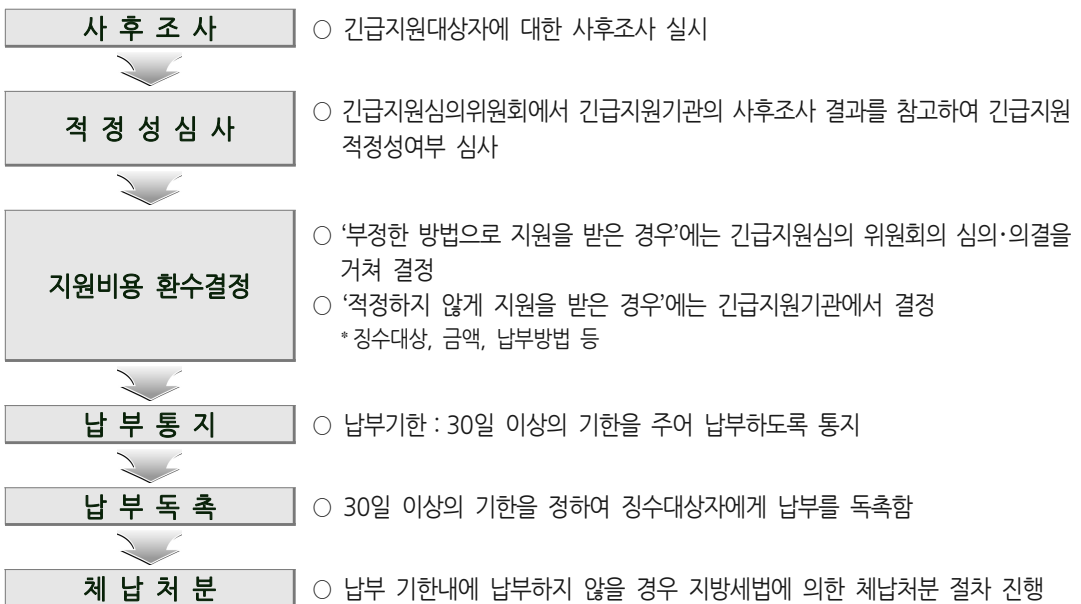 사 후 조 사
○ 긴급지원대상자에 대한 사후조사 실시
적 정 성 심 사
○ 긴급지원심의위원회에서 긴급지원기관의 사후조사 결과를 참고하여 긴급지원
적정성여부 심사
지원비용 환수결정
○ ‘부정한 방법으로 지원을 받은 경우’에는 긴급지원심의 위원회의 심의·의결을
거쳐 결정
○ ‘적정하지 않게 지원을 받은 경우’에는 긴급지원기관에서 결정
* 징수대상, 금액, 납부방법 등
납 부 통 지
○ 납부기한 : 30일 이상의 기한을 주어 납부하도록 통지
납 부 독 촉
○ 30일 이상의 기한을 정하여 징수대상자에게 납부를 독촉함
체 납 처 분
○ 납부 기한내에 납부하지 않을 경우 지방세법에 의한 체납처분 절차 진행